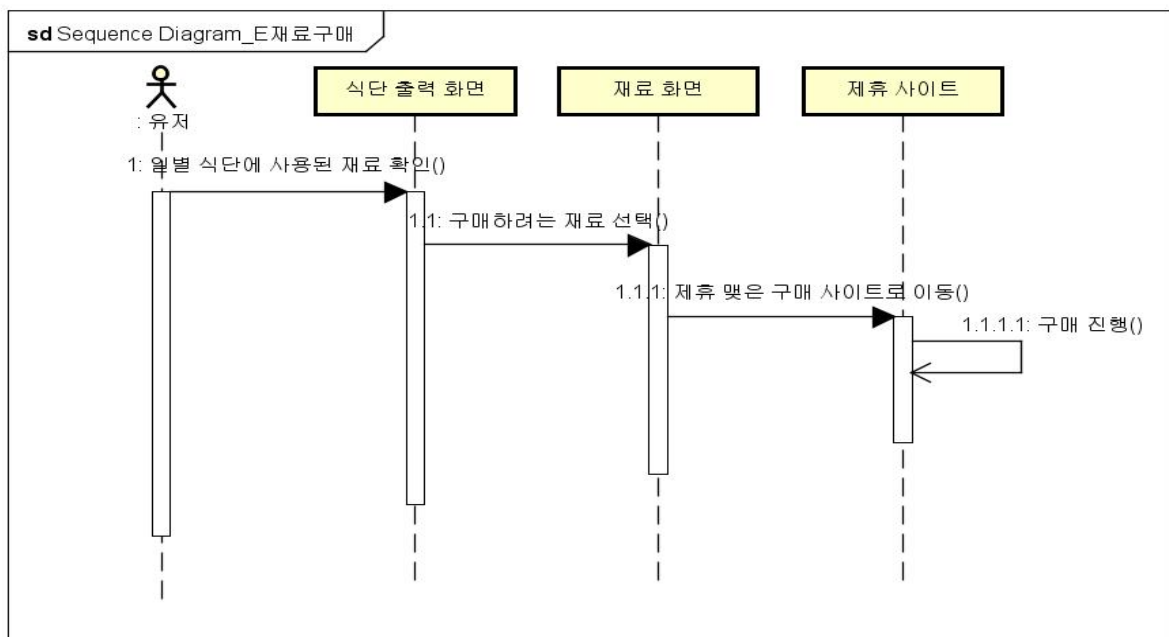 sd Sequence Diagram_E재료구매
식단 출력 화면
재료 화면
제휴 사이트
: 유저
1: 일별 식단에 사용된 재료 확인()
1.1: 구매하려는 재료 선택()
1.1.1: 제휴 맺은 구매 사이트로 이동()
1.1.1.1: 구매 진행()